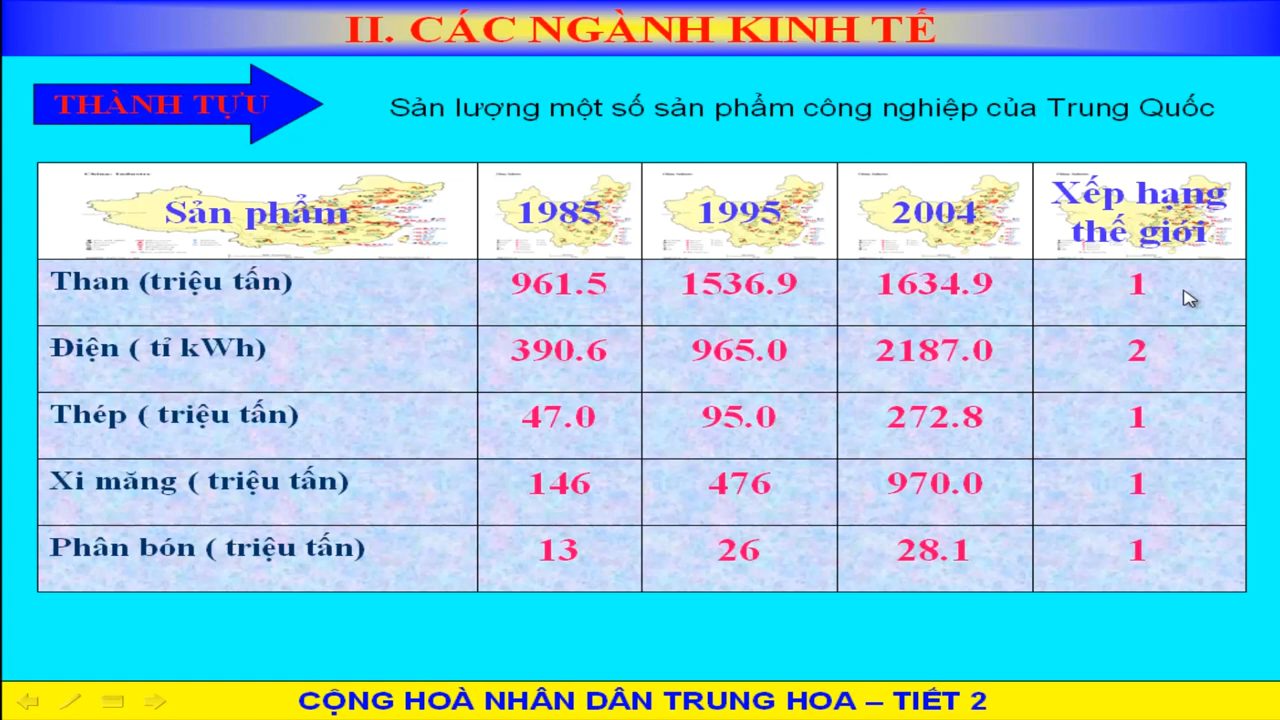 II. CÁC NGÀNH KINH TẾ
THÀNH TỰU
Sản lượng một số sản phẩm công nghiệp của Trung Quốc
Sản phẩm 1985 1995 2004 Xếp hạng thế giới
Than (triệu tấn) 961.5 1536.9 1634.9 1
Điện ( tỉ kWh) 390.6 965.0 2187.0 2
Thép ( triệu tấn) 47.0 95.0 272.8 1
Xi măng ( triệu tấn) 146 476 970.0 1
Phân bón ( triệu tấn) 13 26 28.1 1
CỘNG HOÀ NHÂN DÂN TRUNG HOA – TIẾT 2